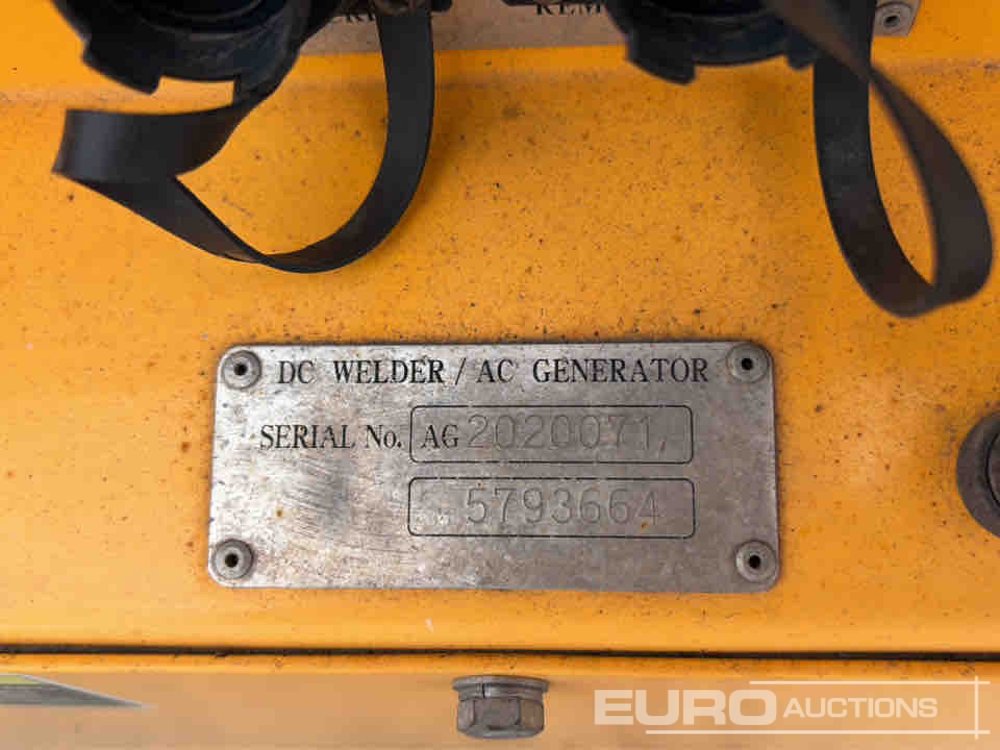 DC WELDER / AC GENERATOR
SERIAL No. AG 2020071/
5793664
EURO AUCTIONS